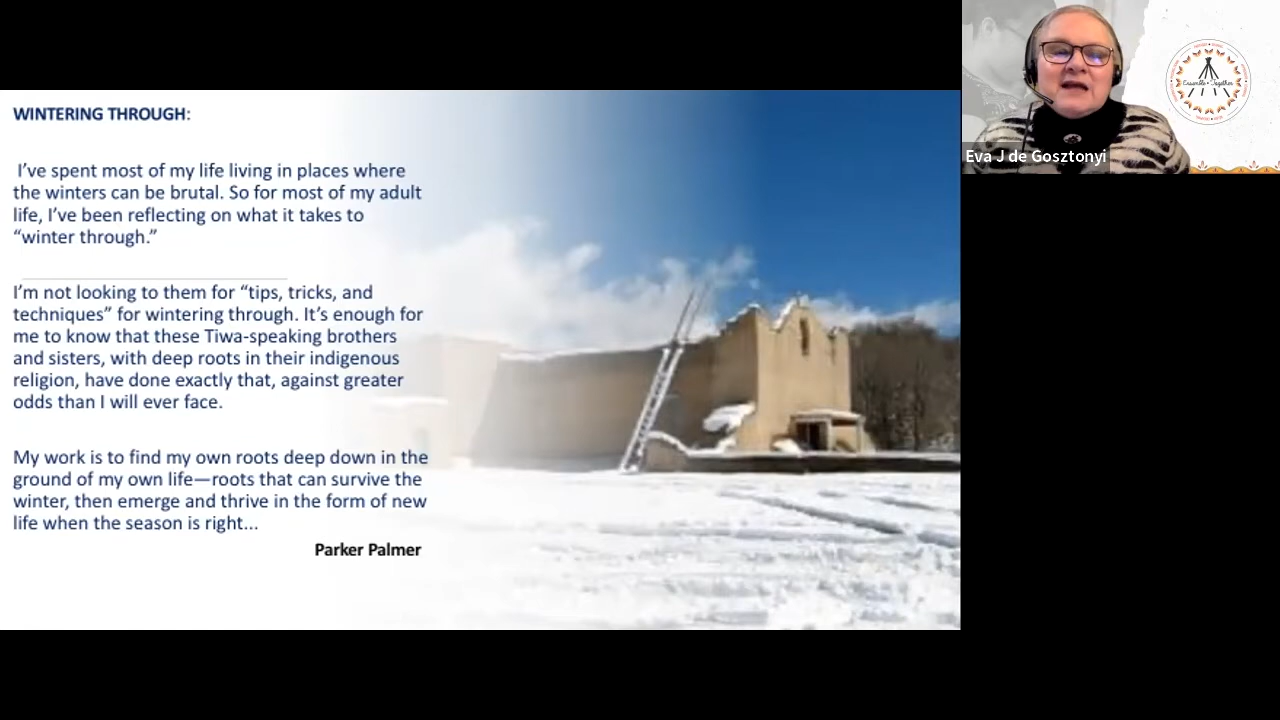 WINTERING THROUGH:
I’ve spent most of my life living in places where
the winters can be brutal. So for most of my adult
life, I’ve been reflecting on what it takes to
“winter through.”
I’m not looking to them for “tips, tricks, and
techniques” for wintering through. It’s enough for
me to know that these Tiwa-speaking brothers
and sisters, with deep roots in their indigenous
religion, have done exactly that, against greater
odds than I will ever face.
My work is to find my own roots deep down in the
ground of my own life—roots that can survive the
winter, then emerge and thrive in the form of new
life when the season is right...
Parker Palmer
Eva J de Gosztonyi
Ensemble • Together